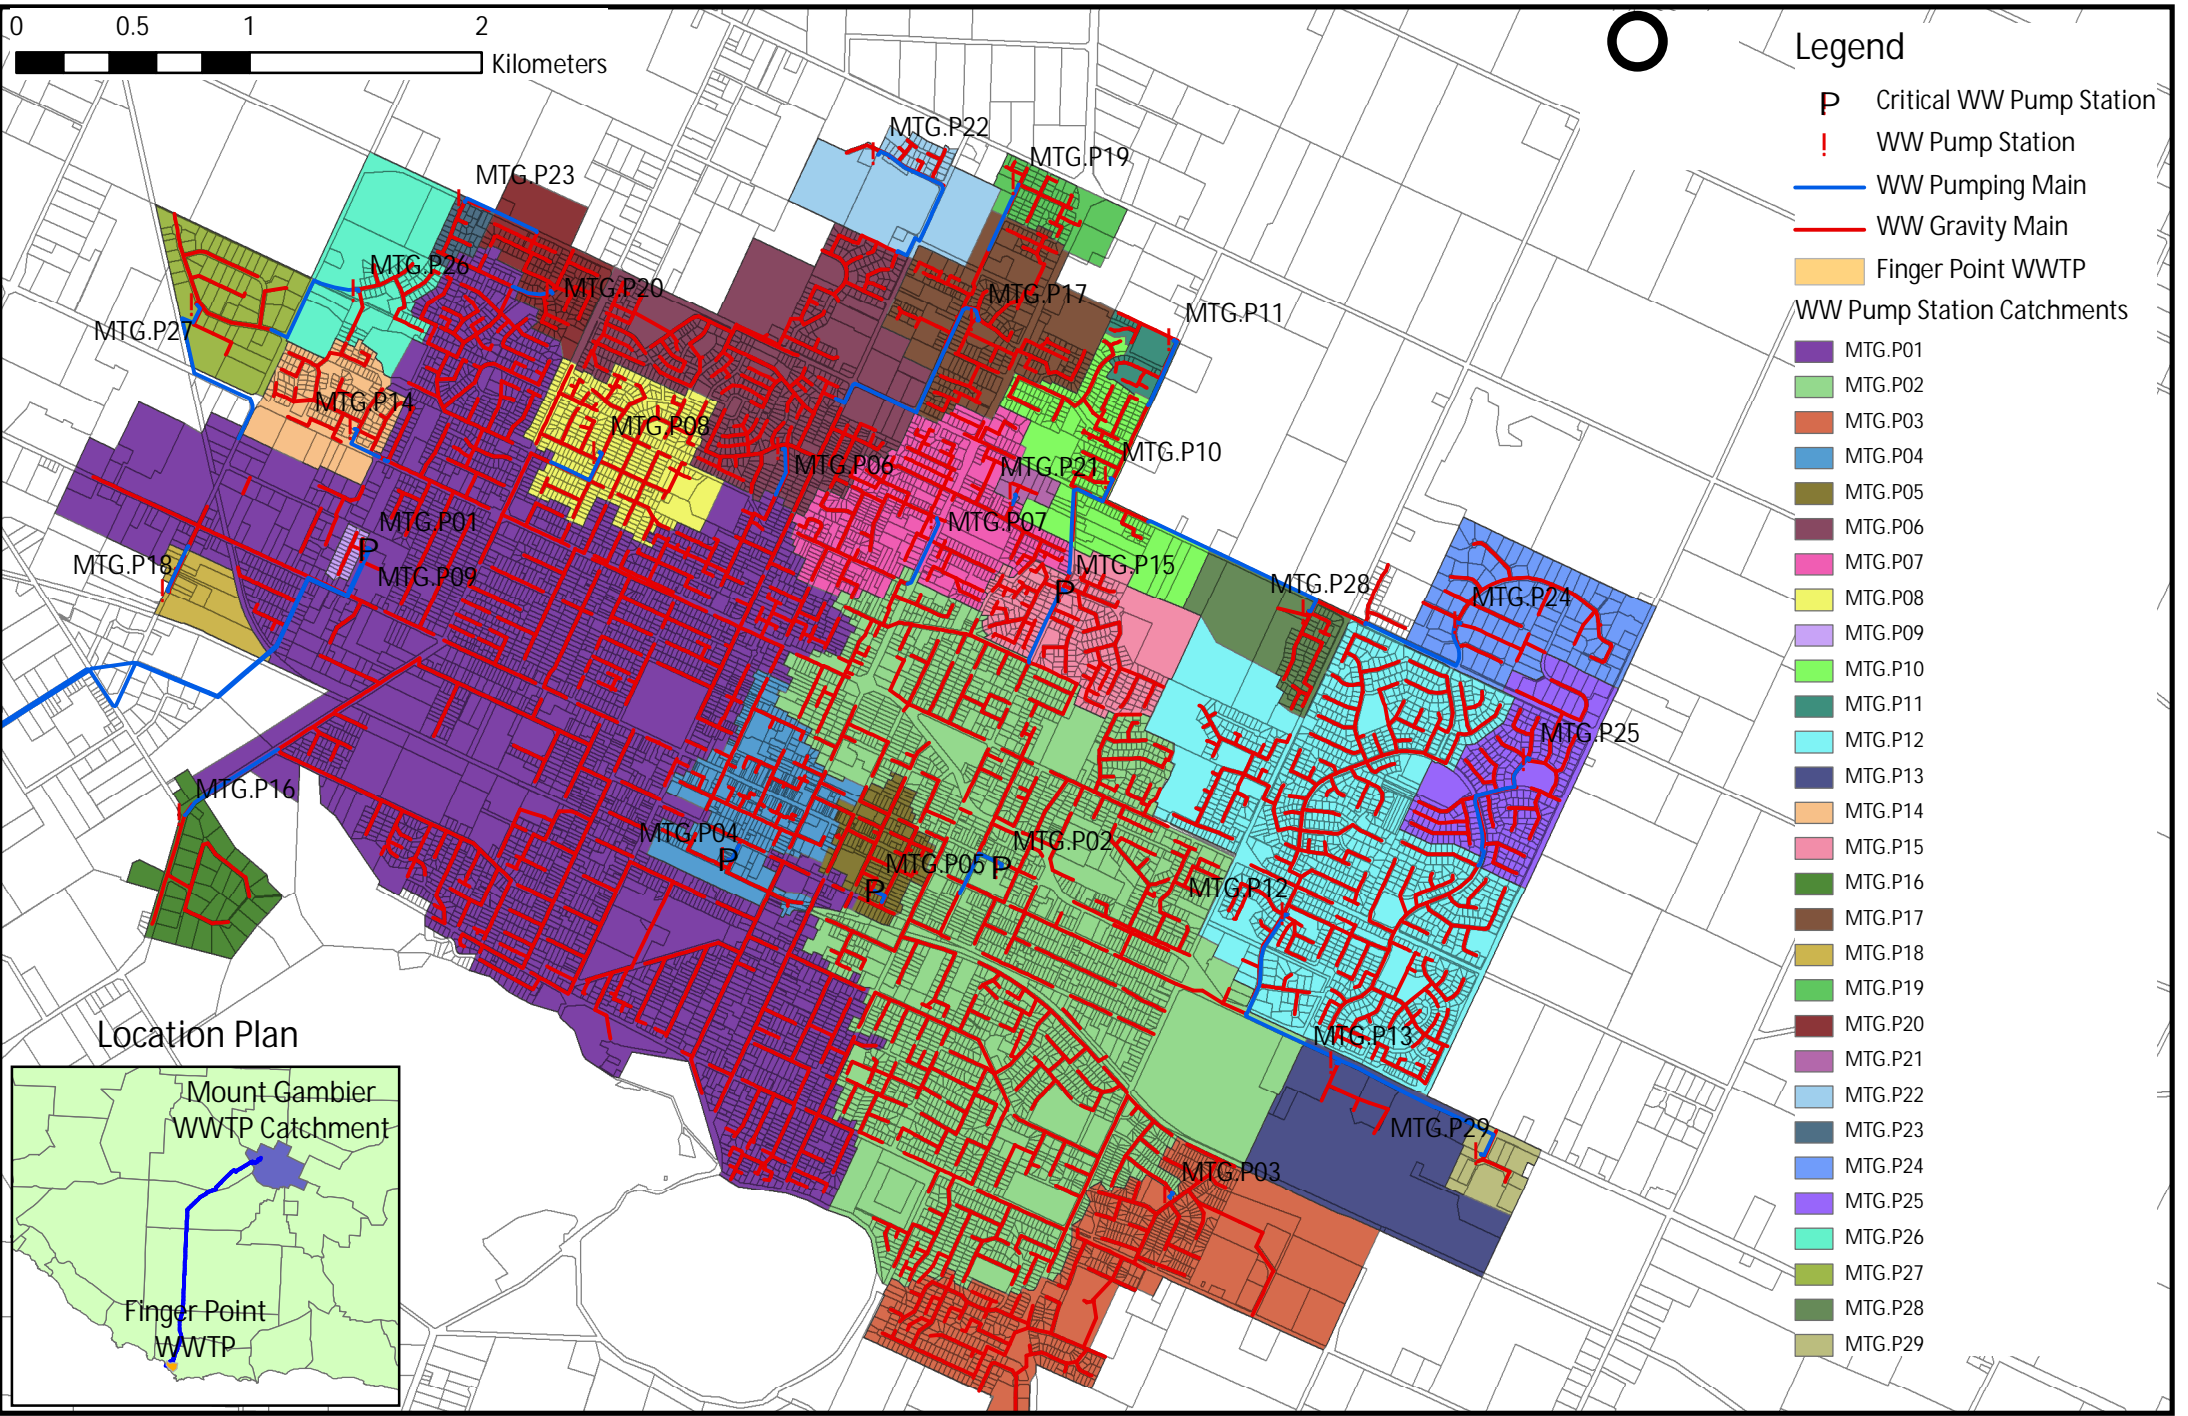 0 0.5 1 2
Kilometers
Legend
P Critical WW Pump Station
! WW Pump Station
WW Pumping Main
WW Gravity Main
Finger Point WWTP
WW Pump Station Catchments
MTG.P01
MTG.P02
MTG.P03
MTG.P04
MTG.P05
MTG.P06
MTG.P07
MTG.P08
MTG.P09
MTG.P10
MTG.P11
MTG.P12
MTG.P13
MTG.P14
MTG.P15
MTG.P16
MTG.P17
MTG.P18
MTG.P19
MTG.P20
MTG.P21
MTG.P22
MTG.P23
MTG.P24
MTG.P25
MTG.P26
MTG.P27
MTG.P28
MTG.P29
MTG.P22
MTG.P19
MTG.P23
MTG.P26
MTG.P20
MTG.P17
MTG.P11
MTG.P27
MTG.P14
MTG.P08
MTG.P10
MTG.P06
MTG.P21
MTG.P01
P
MTG.P07
MTG.P18
MTG.P09
MTG.P15
P
MTG.P28
MTG.P24
MTG.P25
MTG.P16
MTG.P04
P
MTG.P02
P
MTG.P05
P
MTG.P12
MTG.P13
MTG.P29
MTG.P03
Location Plan
Mount Gambier
WWTP Catchment
Finger Point
WWTP